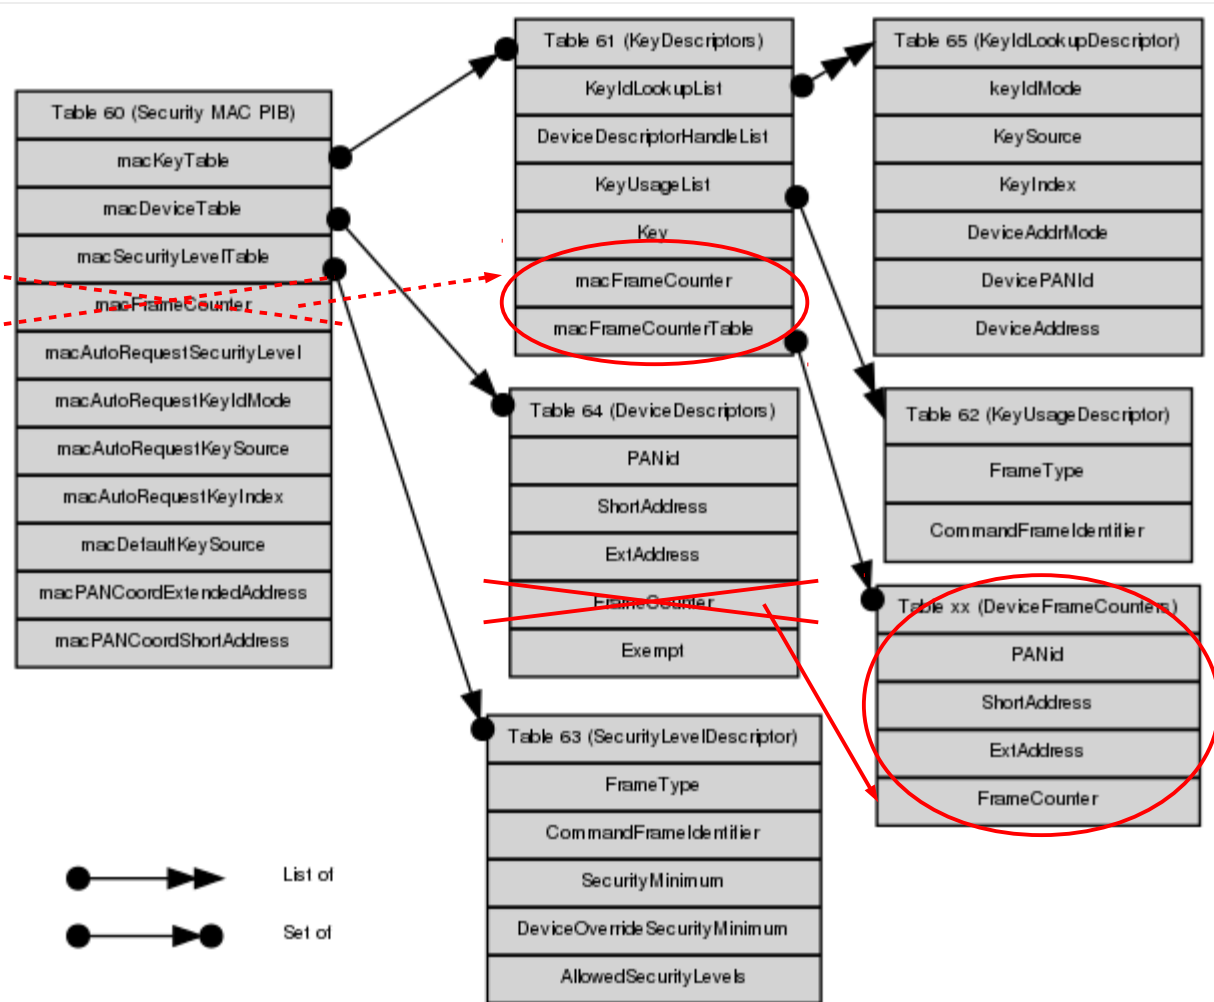 Table 60 (Security MAC PIB)
macKeyTable
macDeviceTable
macSecurityLevelTable
macFrameCounter
macAutoRequestSecurityLevel
macAutoRequestKeyIdMode
macAutoRequestKeySource
macAutoRequestKeyIndex
macDefaultKeySource
macPANCoordExtendedAddress
macPANCoordShortAddress
Table 61 (KeyDescriptors)
KeyIdLookupList
DeviceDescriptorHandleList
KeyUsageList
Key
macFrameCounter
macFrameCounterTable
Table 64 (DeviceDescriptors)
PANid
ShortAddress
ExtAddress
FrameCounter
Exempt
Table 63 (SecurityLevelDescriptor)
FrameType
CommandFrameIdentifier
SecurityMinimum
DeviceOverrideSecurityMinimum
AllowedSecurityLevels
Table 65 (KeyIdLookupDescriptor)
keyIdMode
KeySource
KeyIndex
DeviceAddrMode
DevicePANId
DeviceAddress
Table 62 (KeyUsageDescriptor)
FrameType
CommandFrameIdentifier
Table xx (DeviceFrameCounters)
PANid
ShortAddress
ExtAddress
FrameCounter
List of
Set of